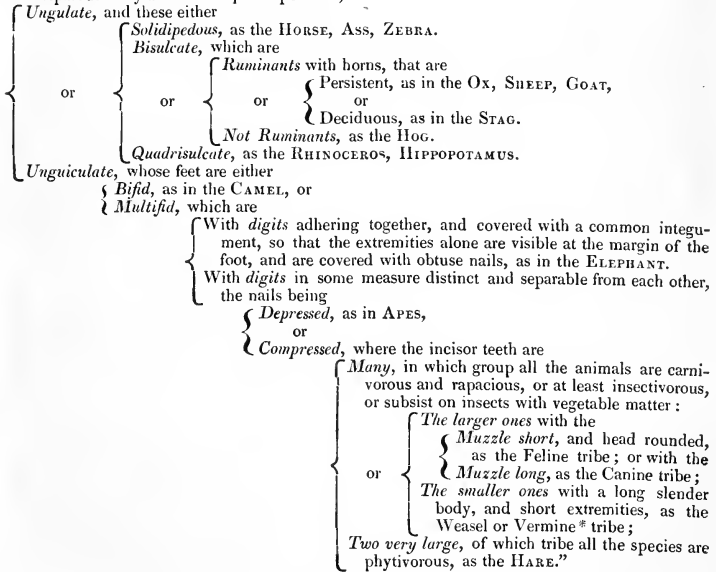 Ungulate, and these either
Solidipedous, as the HORSE, ASS, ZEBRA.
Bisulcate, which are
Ruminants with horns, that are
Persistent, as in the OX, SHEEP, GOAT,
or or or or
Deciduous, as in the STAG.
Not Ruminants, as the HOG.
Quadrisulcate, as the RHINOCEROS, HIPPOPOTAMUS.
Unguiculate, whose feet are either
Bifid, as in the CAMEL, or
Multifid, which are
With digits adhering together, and covered with a common integu-
ment, so that the extremities alone are visible at the margin of the
foot, and are covered with obtuse nails, as in the ELEPHANT.
With digits in some measure distinct and separable from each other,
the nails being
Depressed, as in APES,
or
Compressed, where the incisor teeth are
Many, in which group all the animals are carni-
vorous and rapacious, or at least insectivorous,
or subsist on insects with vegetable matter:
The larger ones with the
Muzzle short, and head rounded,
as the Feline tribe; or with the
or Muzzle long, as the Canine tribe;
The smaller ones with a long slender
body, and short extremities, as the
Weasel or Vermine* tribe;
Two very large, of which tribe all the species are
phytivorous, as the HARE."